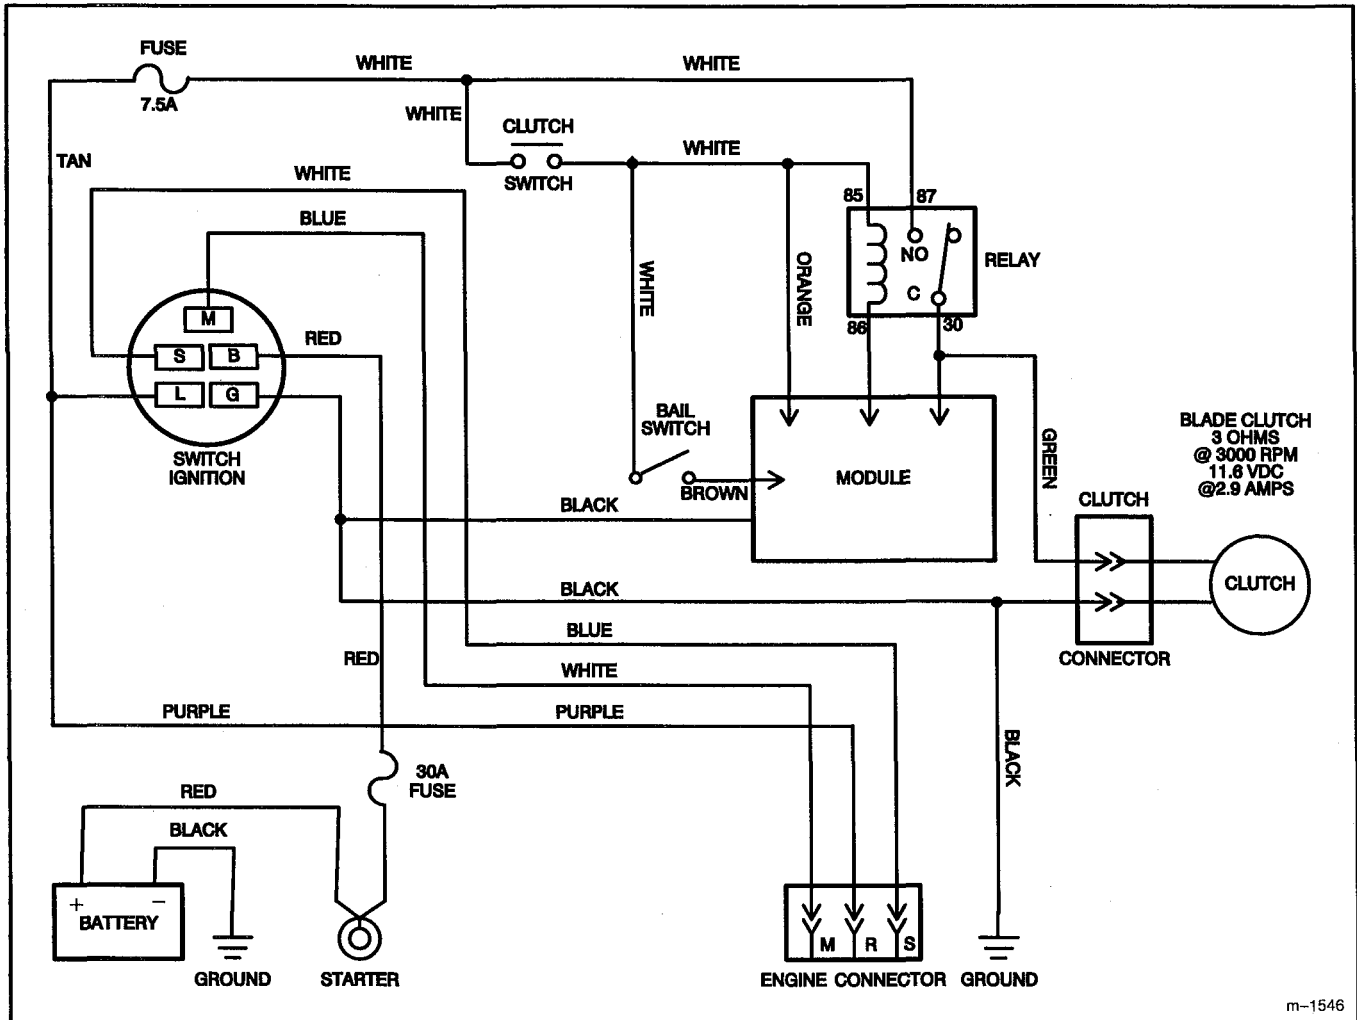 FUSE
7.5A
WHITE
WHITE
WHITE
CLUTCH
SWITCH
WHITE
TAN
WHITE
BLUE
85
87
NO
C
RELAY
86
30
WHITE
ORANGE
M
S
B
L
G
RED
SWITCH
IGNITION
BAIL
SWITCH
BROWN
MODULE
GREEN
BLADE CLUTCH
3 OHMS
@ 3000 RPM
11.6 VDC
@2.9 AMPS
BLACK
CLUTCH
CONNECTOR
CLUTCH
BLACK
BLUE
RED
WHITE
PURPLE
PURPLE
BLACK
30A
FUSE
RED
BLACK
+
−
BATTERY
GROUND
STARTER
M
R
S
ENGINE CONNECTOR
GROUND
m–1546